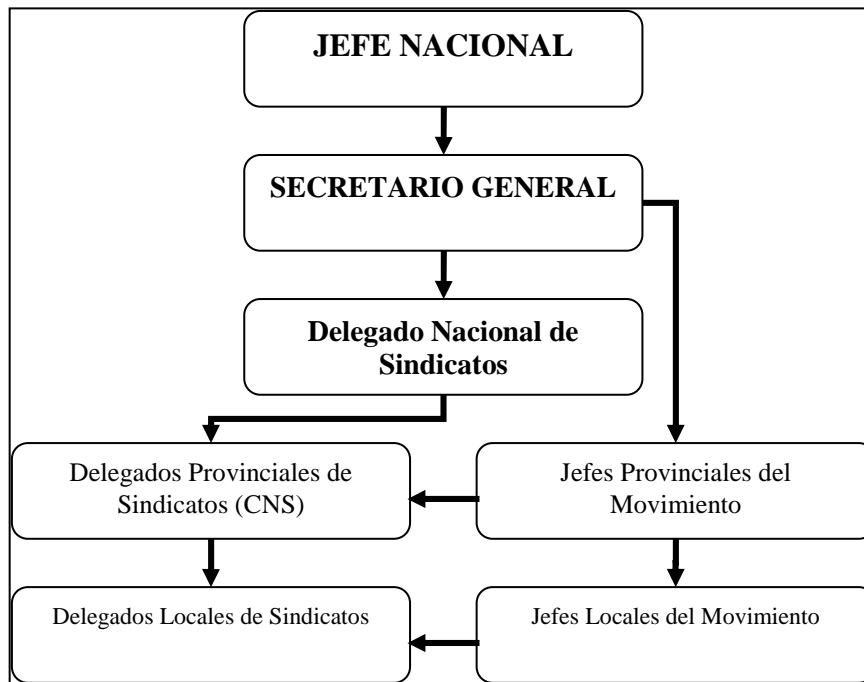 JEFE NACIONAL
SECRETARIO GENERAL
Delegado Nacional de
Sindicatos
Delegados Provinciales de
Sindicatos (CNS)
Jefes Provinciales del
Movimiento
Delegados Locales de Sindicatos
Jefes Locales del Movimiento